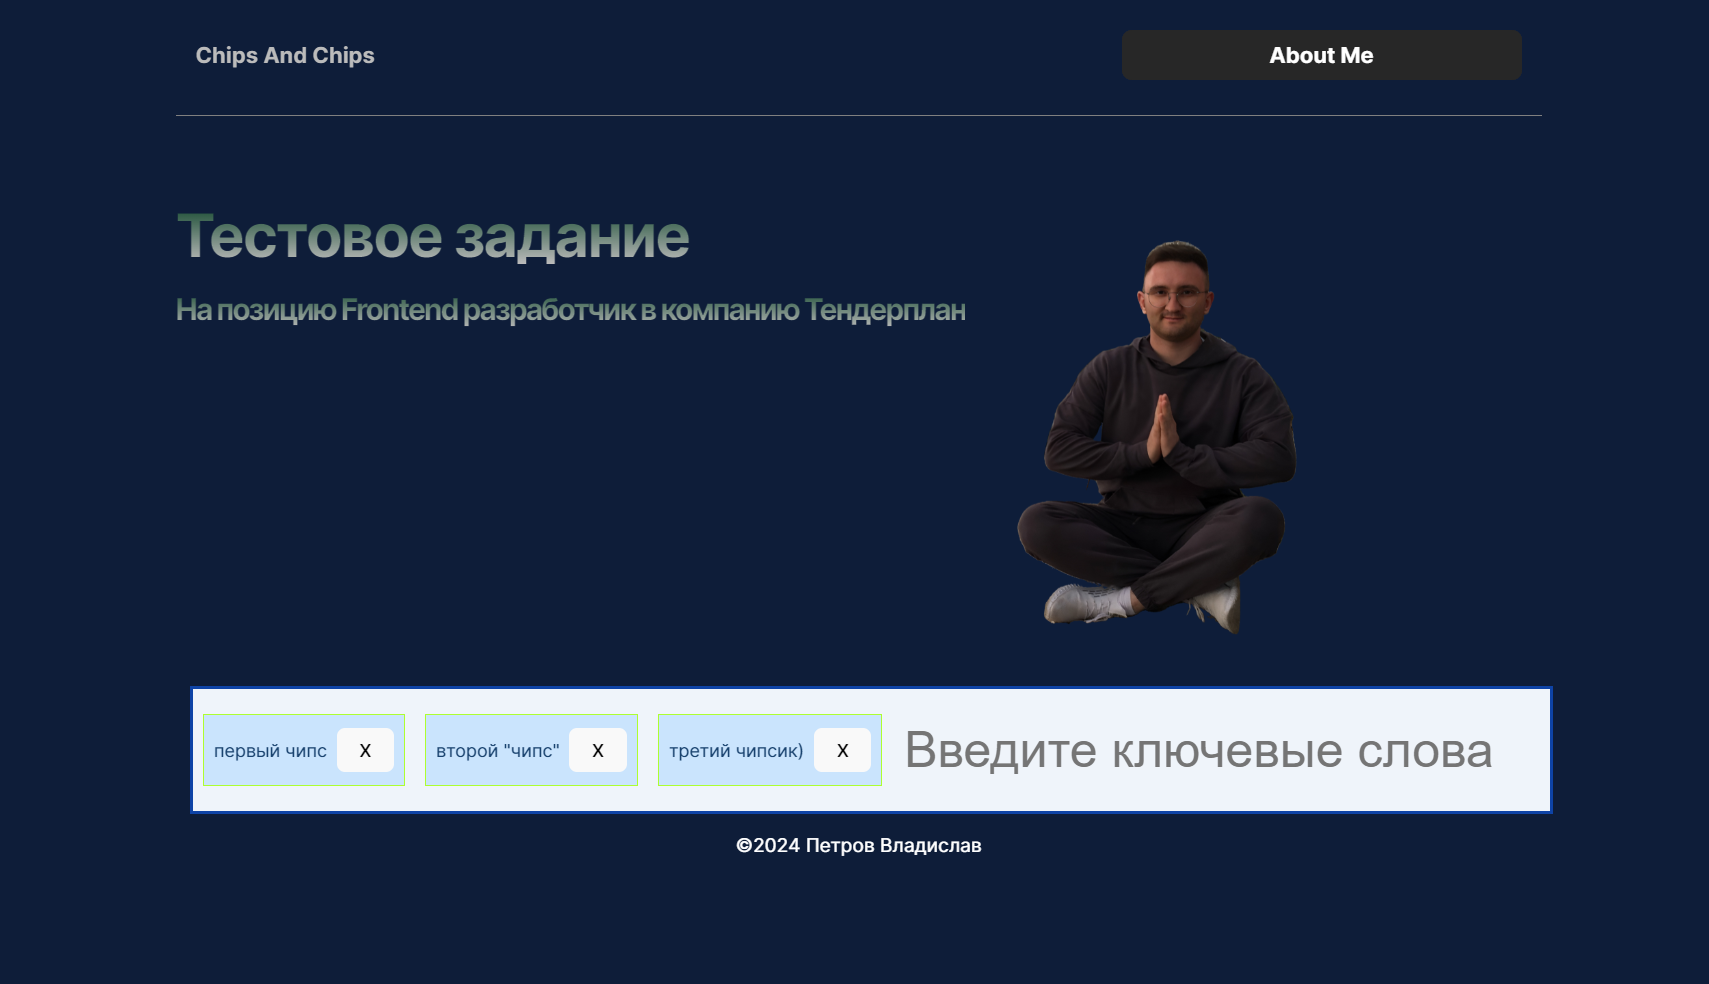 Chips And Chips
About Me
Тестовое задание
На позицию Frontend разработчик в компанию Тендерплан
первый чипс X второй "чипс" X третий чипсик) X Введите ключевые слова
©2024 Петров Владислав